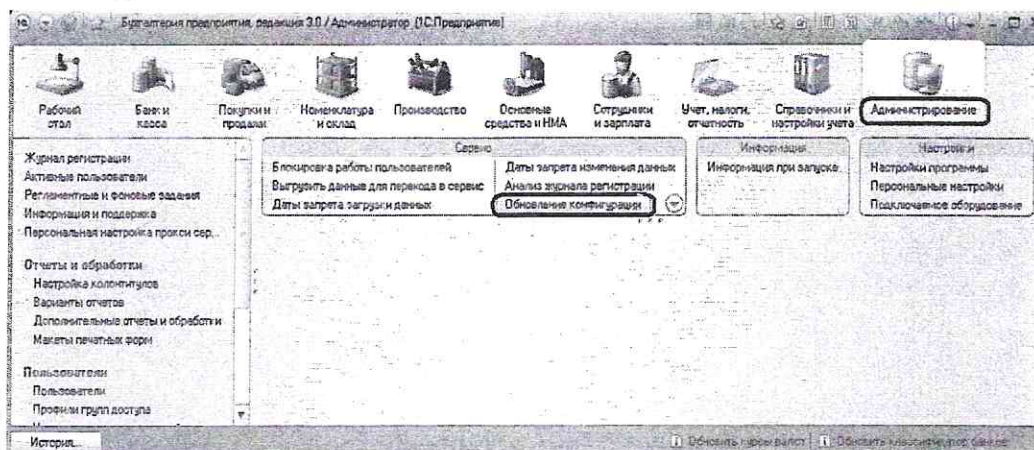 Бухгалтерия предприятия, редакция 3.0 / Администратор (1С:Предприятие)
Рабочий стол
Банк и касса
Покупки и продажи
Номенклатура и склад
Производство
Основные средства и НМА
Сотрудники и зарплата
Учет, налоги, отчетность
Справочники и настройки учета
Администрирование
Журнал регистрации
Активные пользователи
Регламентные и фоновые задания
Информация и поддержка
Персональная настройка прокси сер...
Отчеты и обработки
Настройка колонтитулов
Варианты отчетов
Дополнительные отчеты и обработки
Макеты печатных форм
Пользователи
Пользователи
Профили групп доступа
Сервис
Блокировка работы пользователей
Выгрузить данные для перехода в сервис
Даты запрета загрузки данных
Даты запрета изменения данных
Анализ журнала регистрации
Обновление конфигурации
Информация
Информация при запуске
Настройки
Настройки программы
Персональные настройки
Подключаемое оборудование
История...
Обновить курсы валют
Обновить классификатор банков